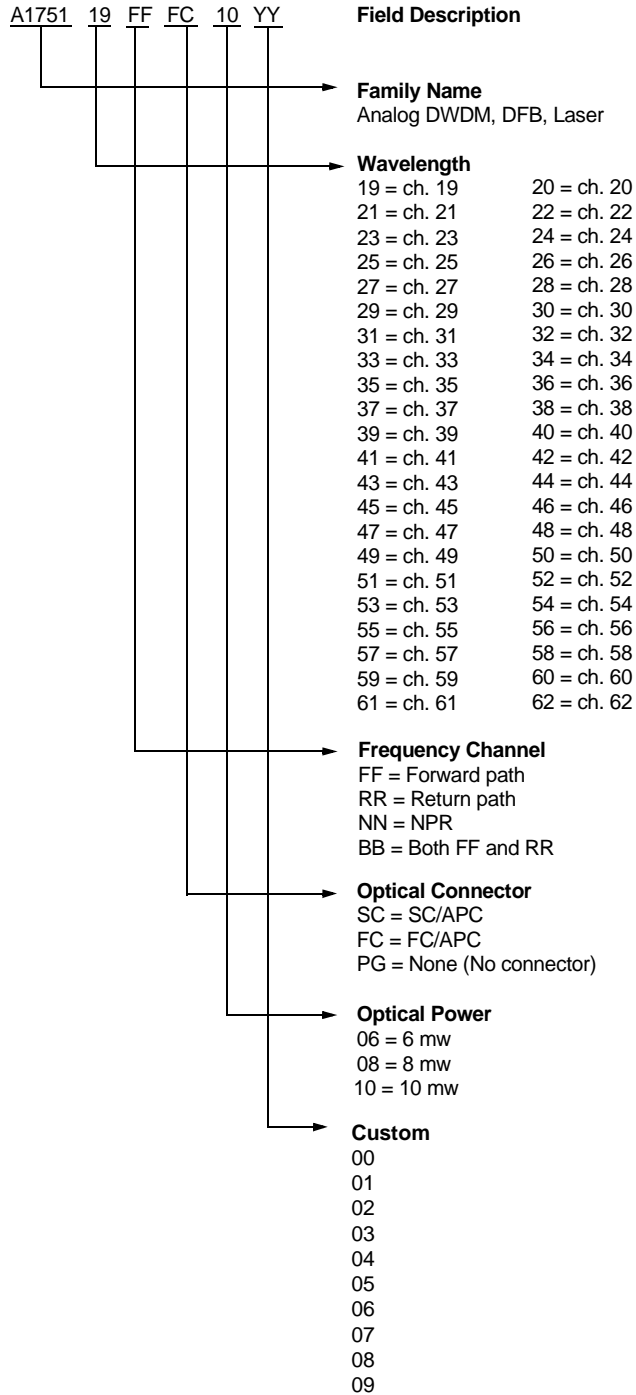 A1751 19 FF FC 10 YY Field Description
Family Name
Analog DWDM, DFB, Laser
Wavelength
19 = ch. 19 20 = ch. 20
21 = ch. 21 22 = ch. 22
23 = ch. 23 24 = ch. 24
25 = ch. 25 26 = ch. 26
27 = ch. 27 28 = ch. 28
29 = ch. 29 30 = ch. 30
31 = ch. 31 32 = ch. 32
33 = ch. 33 34 = ch. 34
35 = ch. 35 36 = ch. 36
37 = ch. 37 38 = ch. 38
39 = ch. 39 40 = ch. 40
41 = ch. 41 42 = ch. 42
43 = ch. 43 44 = ch. 44
45 = ch. 45 46 = ch. 46
47 = ch. 47 48 = ch. 48
49 = ch. 49 50 = ch. 50
51 = ch. 51 52 = ch. 52
53 = ch. 53 54 = ch. 54
55 = ch. 55 56 = ch. 56
57 = ch. 57 58 = ch. 58
59 = ch. 59 60 = ch. 60
61 = ch. 61 62 = ch. 62
Frequency Channel
FF = Forward path
RR = Return path
NN = NPR
BB = Both FF and RR
Optical Connector
SC = SC/APC
FC = FC/APC
PG = None (No connector)
Optical Power
06 = 6 mw
08 = 8 mw
10 = 10 mw
Custom
00
01
02
03
04
05
06
07
08
09